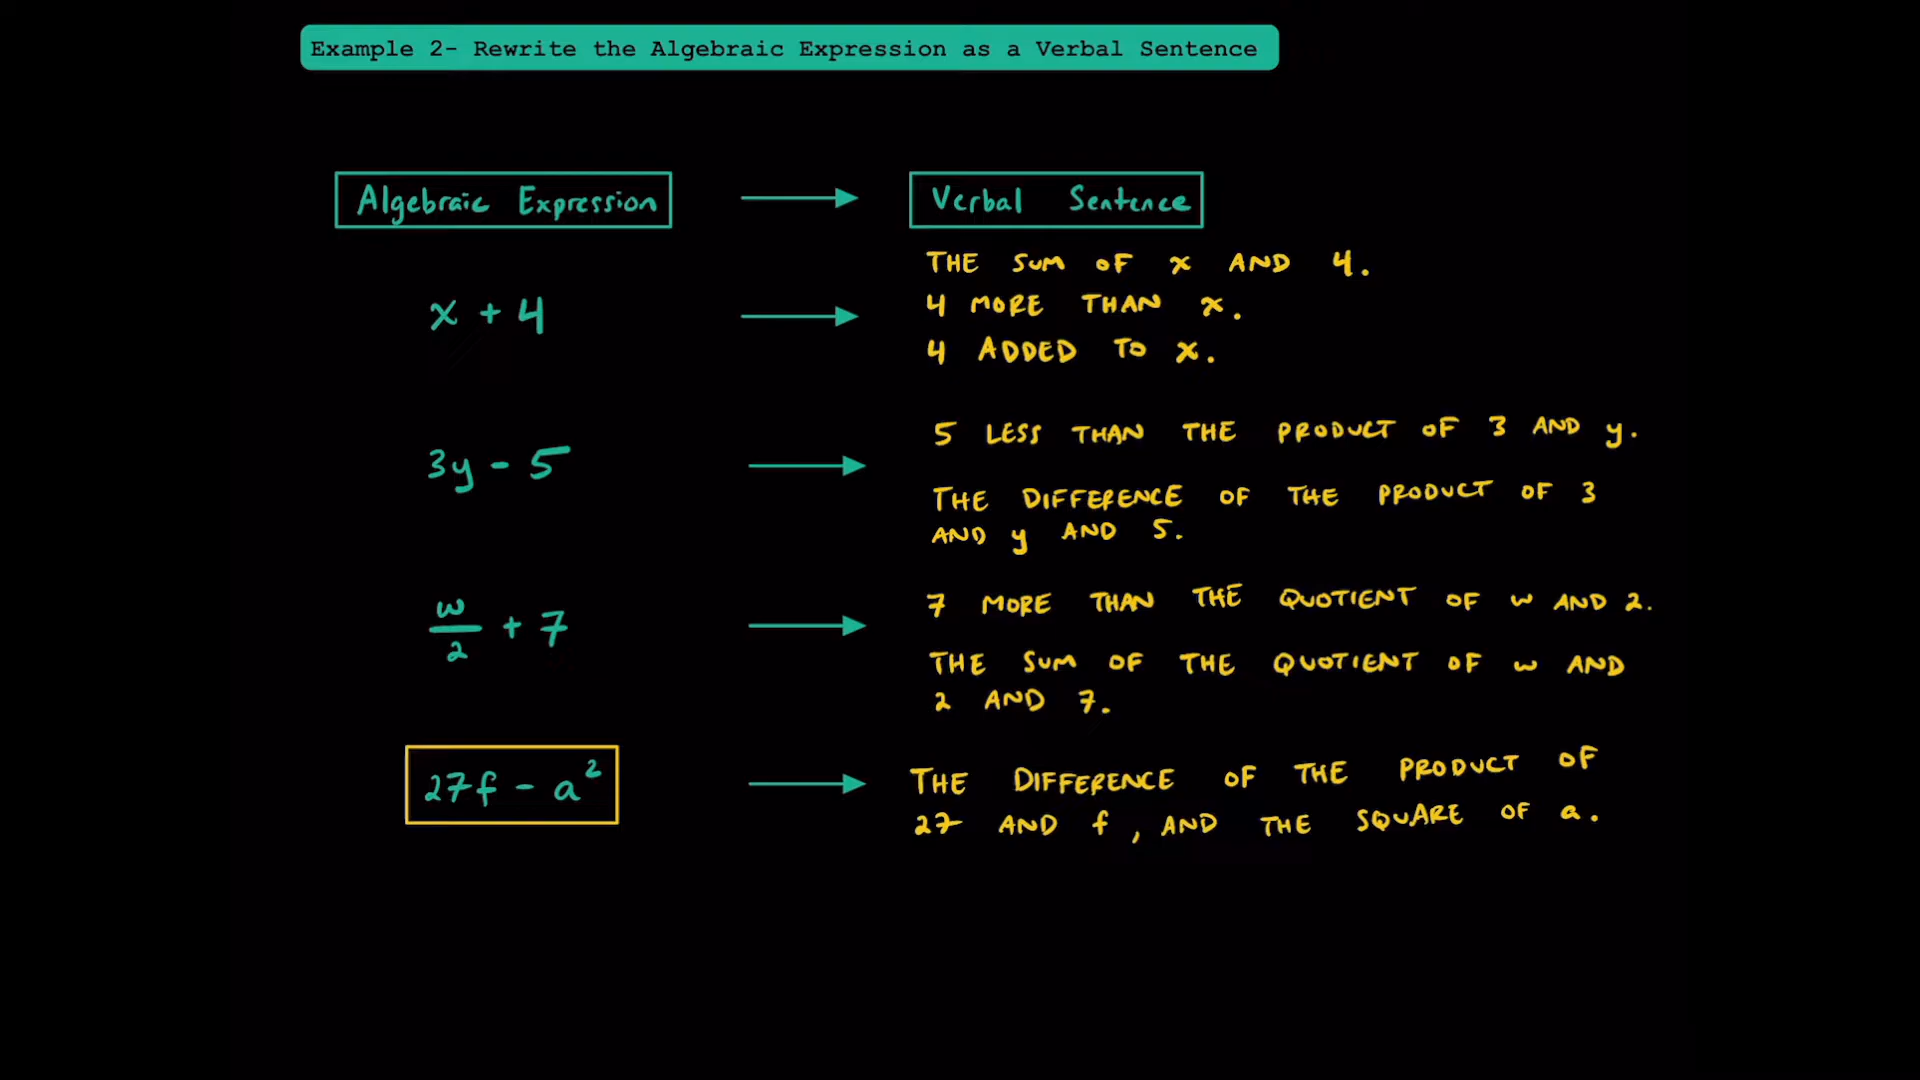 Example 2- Rewrite the Algebraic Expression as a Verbal Sentence
Algebraic Expression
Verbal Sentence
x + 4
THE SUM OF x AND 4.
4 MORE THAN x.
4 ADDED TO x.
3y - 5
5 LESS THAN THE PRODUCT OF 3 AND y.
THE DIFFERENCE OF THE PRODUCT OF 3
AND y AND 5.
w/2 + 7
7 MORE THAN THE QUOTIENT OF w AND 2.
THE SUM OF THE QUOTIENT OF w AND
2 AND 7.
27f - a²
THE DIFFERENCE OF THE PRODUCT OF
27 AND f, AND THE SQUARE OF a.